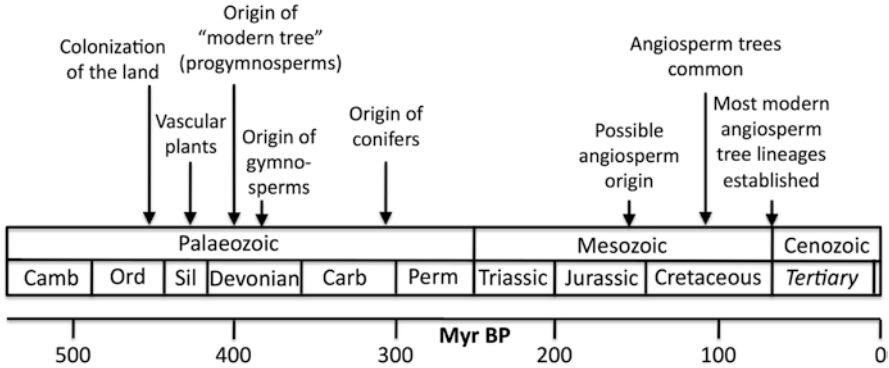 Colonization
of the land
Origin of
“modern tree”
(progymnosperms)
Vascular
plants
Origin of
gymno-
sperms
Origin of
conifers
Possible
angiosperm
origin
Angiosperm trees
common
Most modern
angiosperm
tree lineages
established
Palaeozoic Mesozoic Cenozoic
Camb Ord Sil Devonian Carb Perm Triassic Jurassic Cretaceous Tertiary
Myr BP
500 400 300 200 100 0